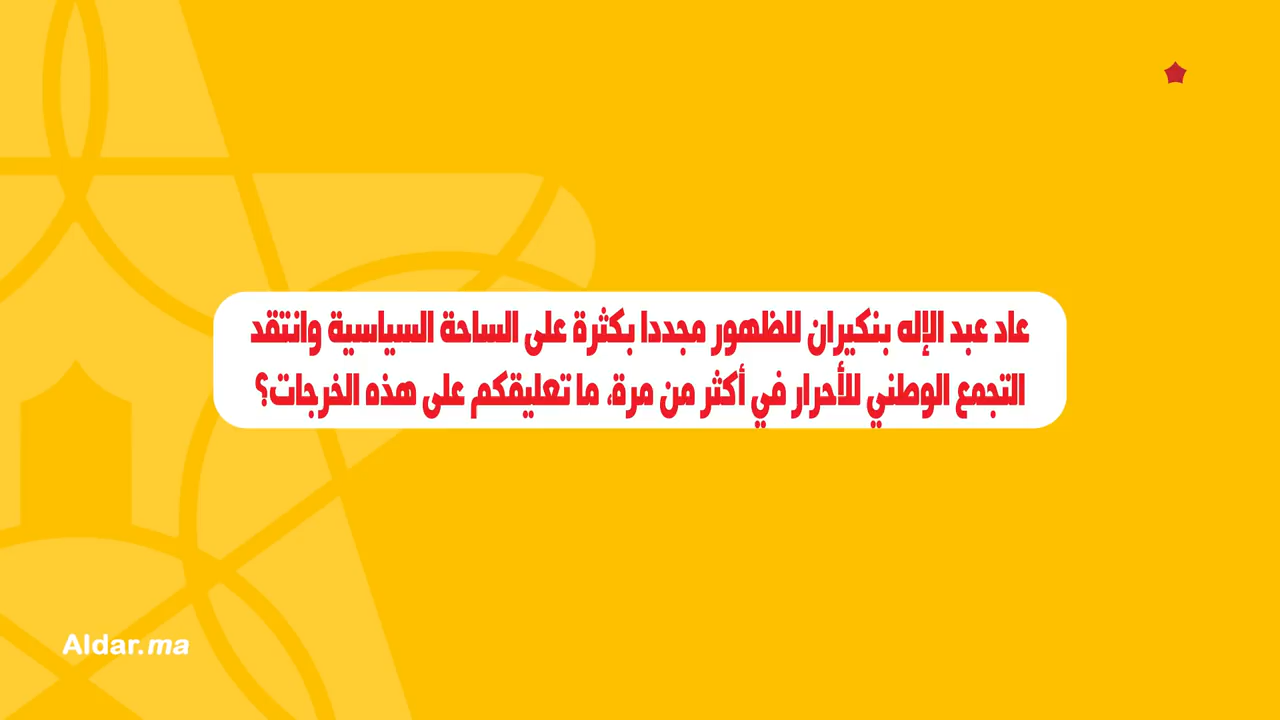 عاد عبد الإله بنكيران للظهور مجددا بكثرة على الساحة السياسية وانتقد
التجمع الوطني للأحرار في أكثر من مرة، ما تعليقكم على هذه الخرجات؟
Aldar.ma